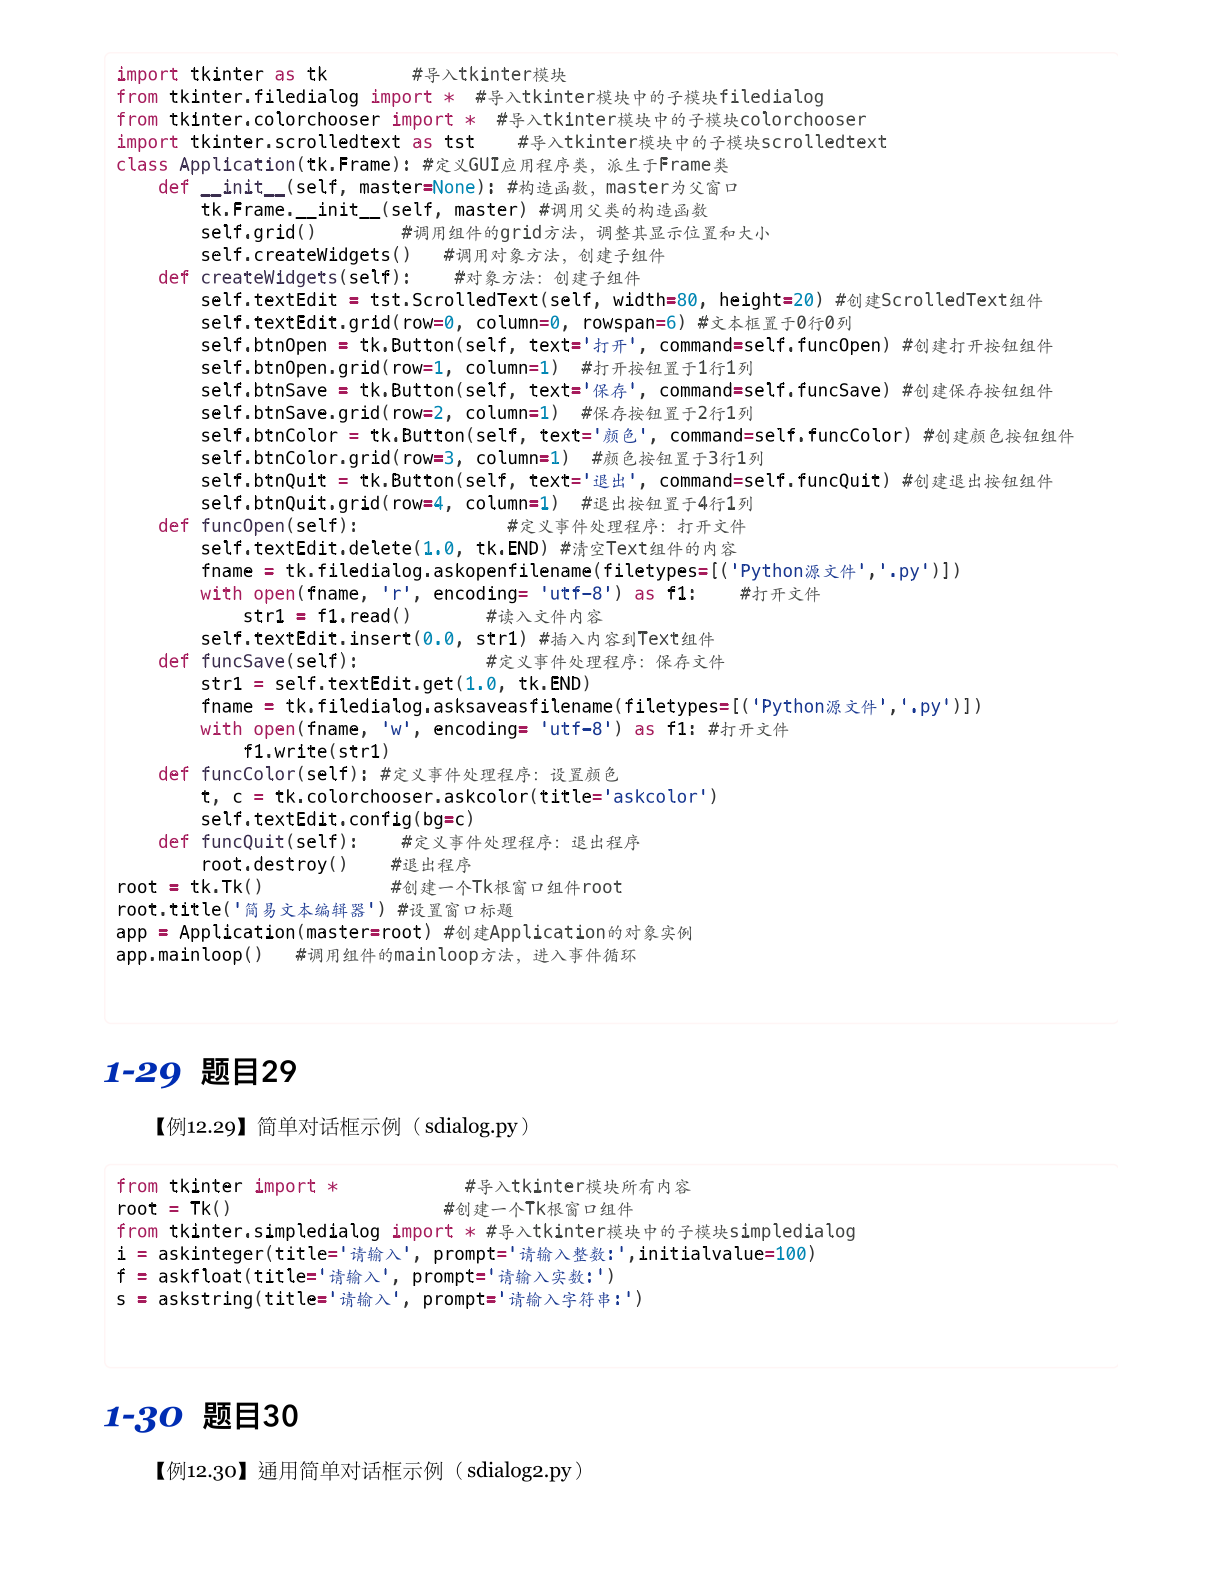 import tkinter as tk        #导入tkinter模块
from tkinter.filedialog import *  #导入tkinter模块中的子模块filedialog
from tkinter.colorchooser import *  #导入tkinter模块中的子模块colorchooser
import tkinter.scrolledtext as tst    #导入tkinter模块中的子模块scrolledtext
class Application(tk.Frame): #定义GUI应用程序类，派生于Frame类
    def __init__(self, master=None): #构造函数，master为父窗口
        tk.Frame.__init__(self, master) #调用父类的构造函数
        self.grid()        #调用组件的grid方法，调整其显示位置和大小
        self.createWidgets()   #调用对象方法，创建子组件
    def createWidgets(self):    #对象方法：创建子组件
        self.textEdit = tst.ScrolledText(self, width=80, height=20) #创建ScrolledText组件
        self.textEdit.grid(row=0, column=0, rowspan=6) #文本框置于0行0列
        self.btnOpen = tk.Button(self, text='打开', command=self.funcOpen) #创建打开按钮组件
        self.btnOpen.grid(row=1, column=1)  #打开按钮置于1行1列
        self.btnSave = tk.Button(self, text='保存', command=self.funcSave) #创建保存按钮组件
        self.btnSave.grid(row=2, column=1)  #保存按钮置于2行1列
        self.btnColor = tk.Button(self, text='颜色', command=self.funcColor) #创建颜色按钮组件
        self.btnColor.grid(row=3, column=1)  #颜色按钮置于3行1列
        self.btnQuit = tk.Button(self, text='退出', command=self.funcQuit) #创建退出按钮组件
        self.btnQuit.grid(row=4, column=1)  #退出按钮置于4行1列
    def funcOpen(self):              #定义事件处理程序：打开文件
        self.textEdit.delete(1.0, tk.END) #清空Text组件的内容
        fname = tk.filedialog.askopenfilename(filetypes=[('Python源文件','.py')])
        with open(fname, 'r', encoding= 'utf-8') as f1:    #打开文件
            str1 = f1.read()       #读入文件内容
        self.textEdit.insert(0.0, str1) #插入内容到Text组件
    def funcSave(self):            #定义事件处理程序：保存文件
        str1 = self.textEdit.get(1.0, tk.END)
        fname = tk.filedialog.asksaveasfilename(filetypes=[('Python源文件','.py')])
        with open(fname, 'w', encoding= 'utf-8') as f1: #打开文件
            f1.write(str1)
    def funcColor(self): #定义事件处理程序：设置颜色
        t, c = tk.colorchooser.askcolor(title='askcolor')
        self.textEdit.config(bg=c)
    def funcQuit(self):    #定义事件处理程序：退出程序
        root.destroy()    #退出程序
root = tk.Tk()            #创建一个Tk根窗口组件root
root.title('简易文本编辑器') #设置窗口标题
app = Application(master=root) #创建Application的对象实例
app.mainloop()   #调用组件的mainloop方法，进入事件循环
1-29 题目29
【例12.29】简单对话框示例（sdialog.py）
from tkinter import *            #导入tkinter模块所有内容
root = Tk()                    #创建一个Tk根窗口组件
from tkinter.simpledialog import * #导入tkinter模块中的子模块simpledialog
i = askinteger(title='请输入', prompt='请输入整数:',initialvalue=100)
f = askfloat(title='请输入', prompt='请输入实数:')
s = askstring(title='请输入', prompt='请输入字符串:')
1-30 题目30
【例12.30】通用简单对话框示例（sdialog2.py）